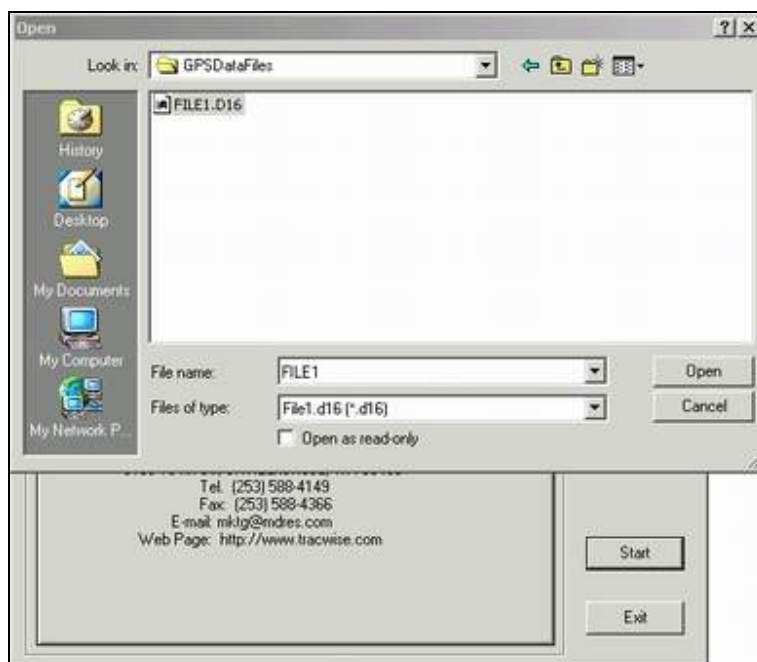 Open
Look in: GPSDataFiles
FILE1.D16
History
Desktop
My Documents
My Computer
My Network P...
File name: FILE1 Open
Files of type: File1.d16 (*.d16) Cancel
Open as read-only
Tel. (253) 588-4149
Fax: (253) 588-4366
E-mail: mktg@mdres.com
Web Page: http://www.tracwise.com
Start
Exit